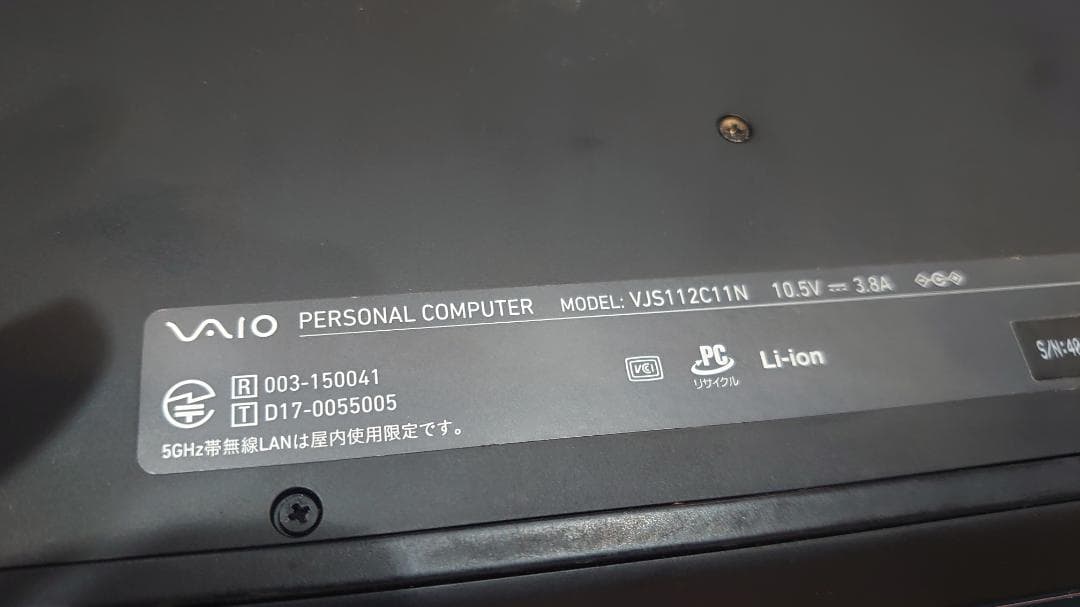 VAIO PERSONAL COMPUTER MODEL: VJS112C11N 10.5V ⎓ 3.8A
R 003-150041
T D17-0055005
5GHz帯無線LANは屋内使用限定です。
VCCI
PC
リサイクル
Li-ion
S/N:40